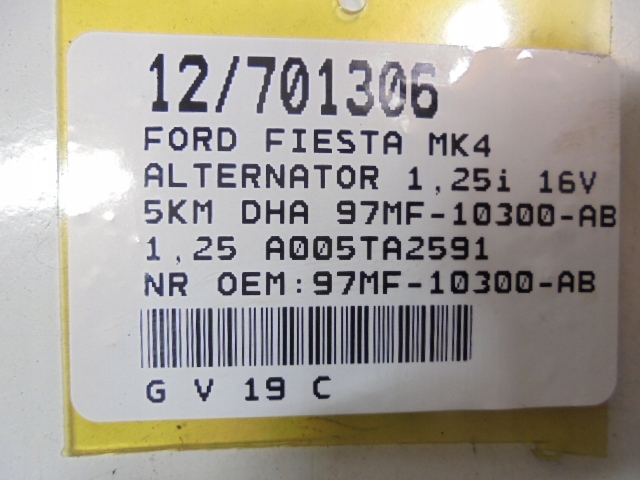 12/701306
FORD FIESTA MK4
ALTERNATOR 1,25i 16V
5KM DHA 97MF-10300-AB
1,25 A005TA2591
NR OEM:97MF-10300-AB
G V 19 C